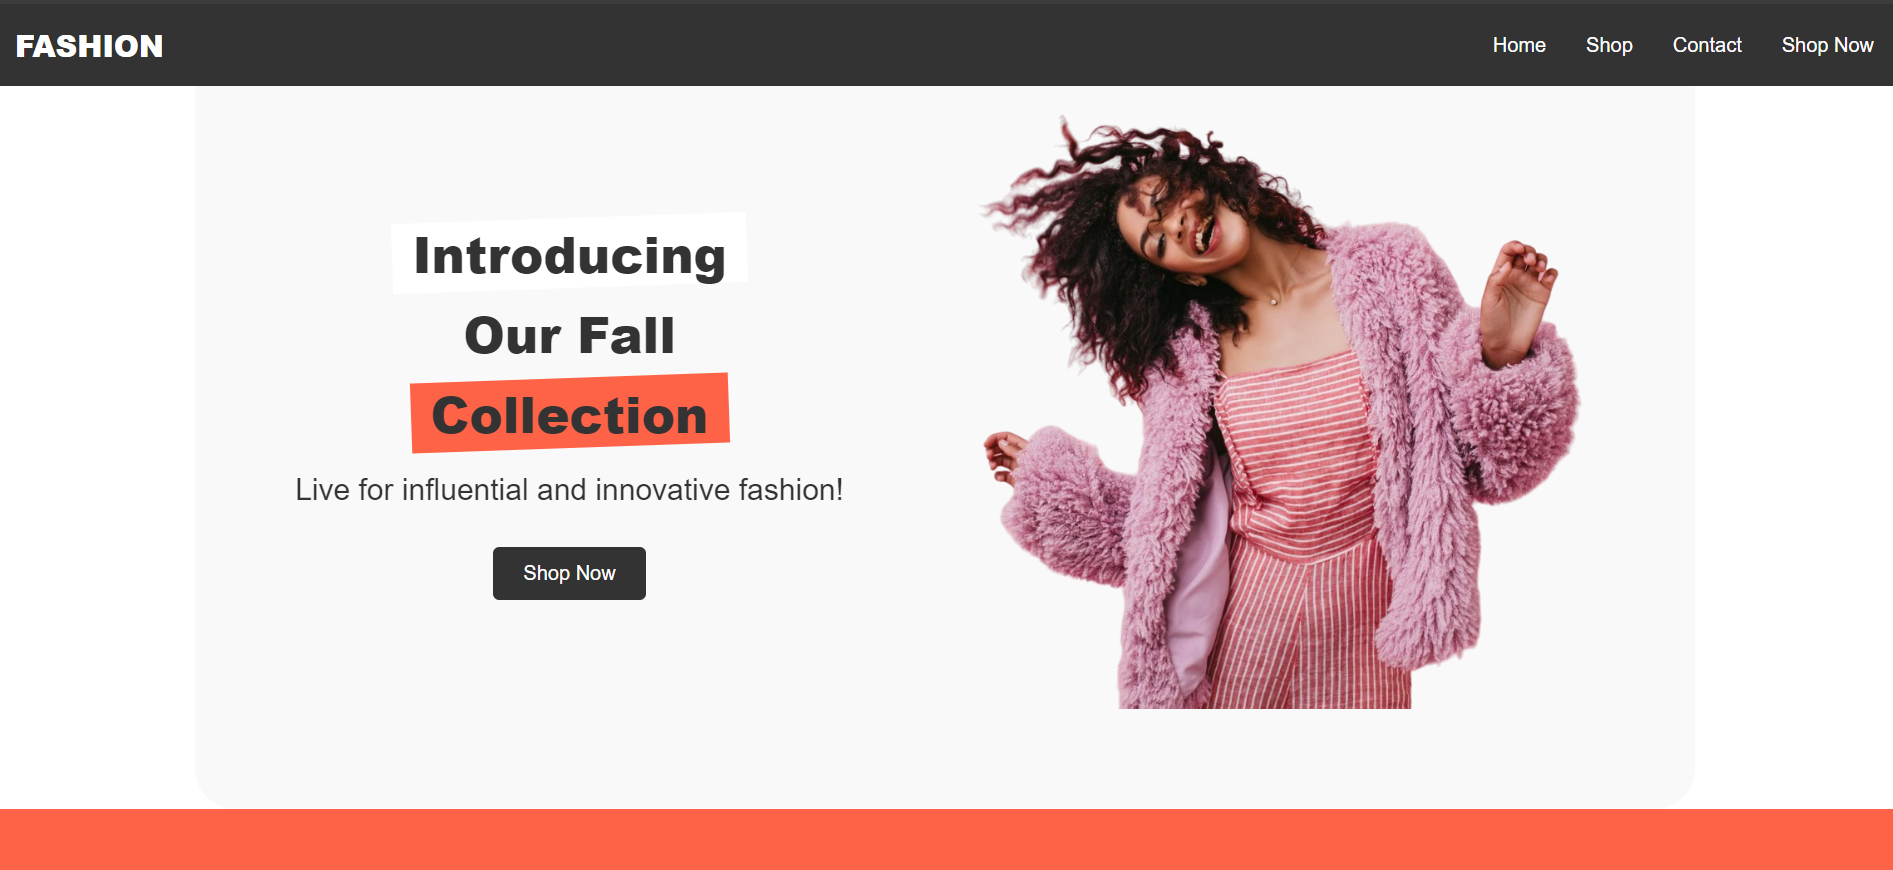 FASHION
Home Shop Contact Shop Now
Introducing
Our Fall
Collection
Live for influential and innovative fashion!
Shop Now